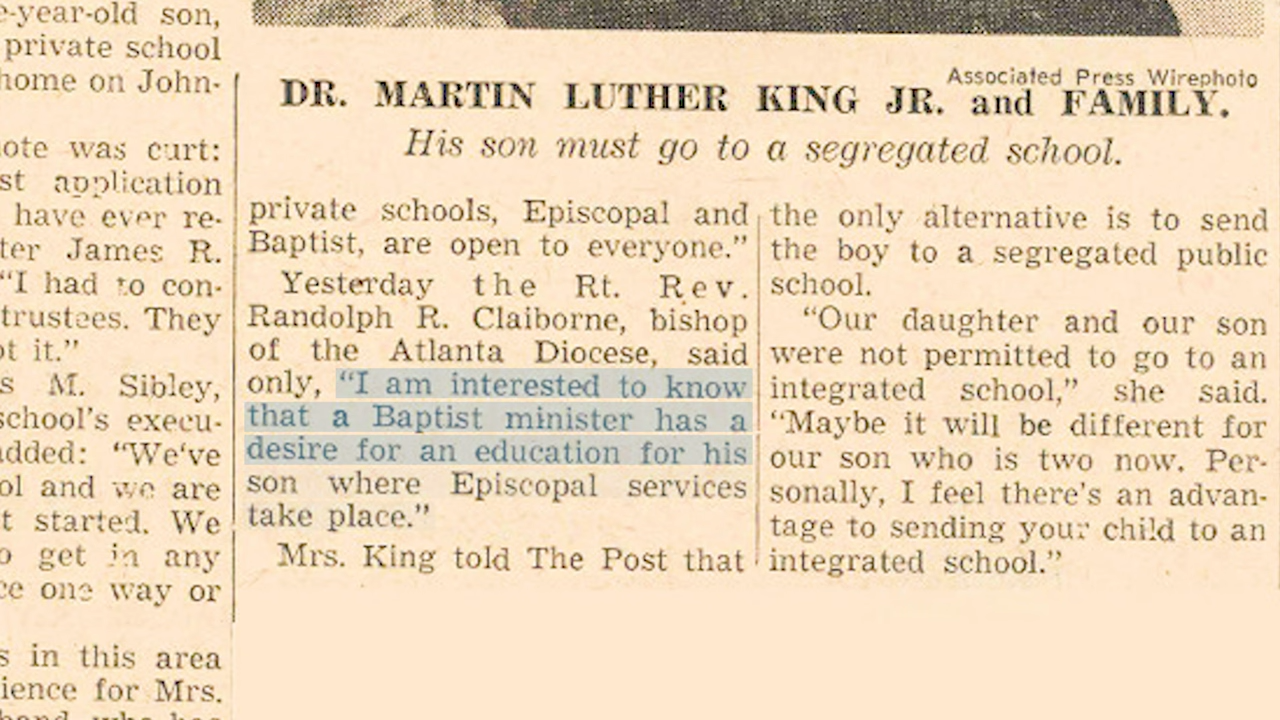 e-year-old son,
private school
home on John-
ote was curt:
st application
have ever re-
ter James R.
“I had to con-
trustees. They
ot it.”
s M. Sibley,
school's execu-
added: “We've
ol and we are
t started. We
o get in any
ce one way or
s in this area
ience for Mrs.
Associated Press Wirephoto
DR. MARTIN LUTHER KING JR. and FAMILY.
His son must go to a segregated school.
private schools, Episcopal and
Baptist, are open to everyone.”
Yesterday the Rt. Rev.
Randolph R. Claiborne, bishop
of the Atlanta Diocese, said
only, “I am interested to know
that a Baptist minister has a
desire for an education for his
son where Episcopal services
take place.”
Mrs. King told The Post that
the only alternative is to send
the boy to a segregated public
school.
“Our daughter and our son
were not permitted to go to an
integrated school,” she said.
“Maybe it will be different for
our son who is two now. Per-
sonally, I feel there's an advan-
tage to sending your child to an
integrated school.”